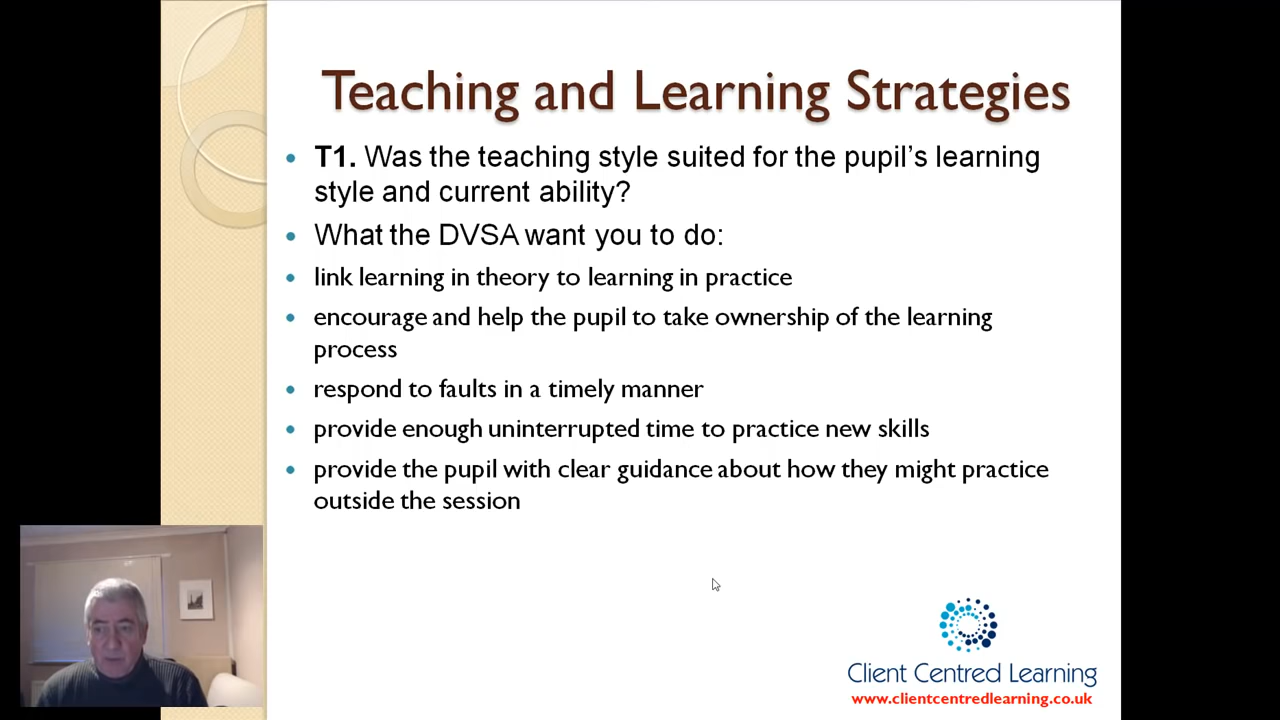 Teaching and Learning Strategies
T1. Was the teaching style suited for the pupil's learning
style and current ability?
What the DVSA want you to do:
link learning in theory to learning in practice
encourage and help the pupil to take ownership of the learning
process
respond to faults in a timely manner
provide enough uninterrupted time to practice new skills
provide the pupil with clear guidance about how they might practice
outside the session
Client Centred Learning
www.clientcentredlearning.co.uk